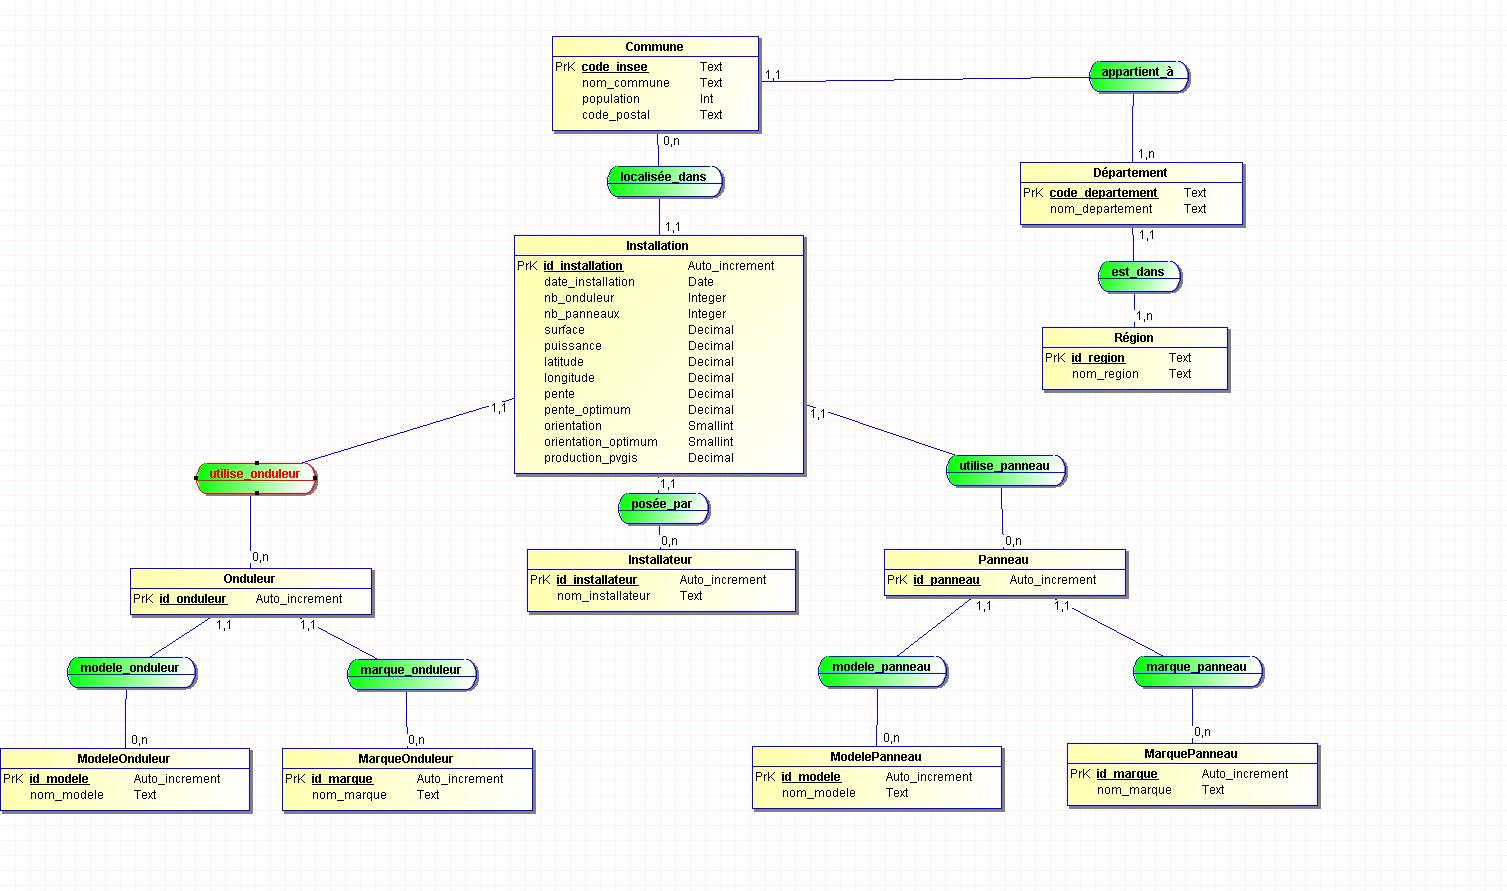 Commune
PrK code_insee Text
nom_commune Text
population Int
code_postal Text
1,1
appartient_à
0,n
1,n
localisée_dans
Département
PrK code_departement Text
nom_departement Text
1,1
1,1
Installation
est_dans
PrK id_installation Auto_increment
date_installation Date
nb_onduleur Integer
nb_panneaux Integer
surface Decimal
puissance Decimal
latitude Decimal
longitude Decimal
pente Decimal
pente_optimum Decimal
orientation Smallint
orientation_optimum Smallint
production_pvgis Decimal
1,n
Région
PrK id_region Text
nom_region Text
1,1
1,1
utilise_onduleur
utilise_panneau
1,1
posée_par
0,n
0,n
0,n
Installateur
PrK id_installateur Auto_increment
nom_installateur Text
Panneau
PrK id_panneau Auto_increment
Onduleur
PrK id_onduleur Auto_increment
1,1
1,1
1,1
1,1
modele_onduleur
marque_onduleur
modele_panneau
marque_panneau
0,n
0,n
0,n
0,n
ModeleOnduleur
PrK id_modele Auto_increment
nom_modele Text
MarqueOnduleur
PrK id_marque Auto_increment
nom_marque Text
ModelePanneau
PrK id_modele Auto_increment
nom_modele Text
MarquePanneau
PrK id_marque Auto_increment
nom_marque Text